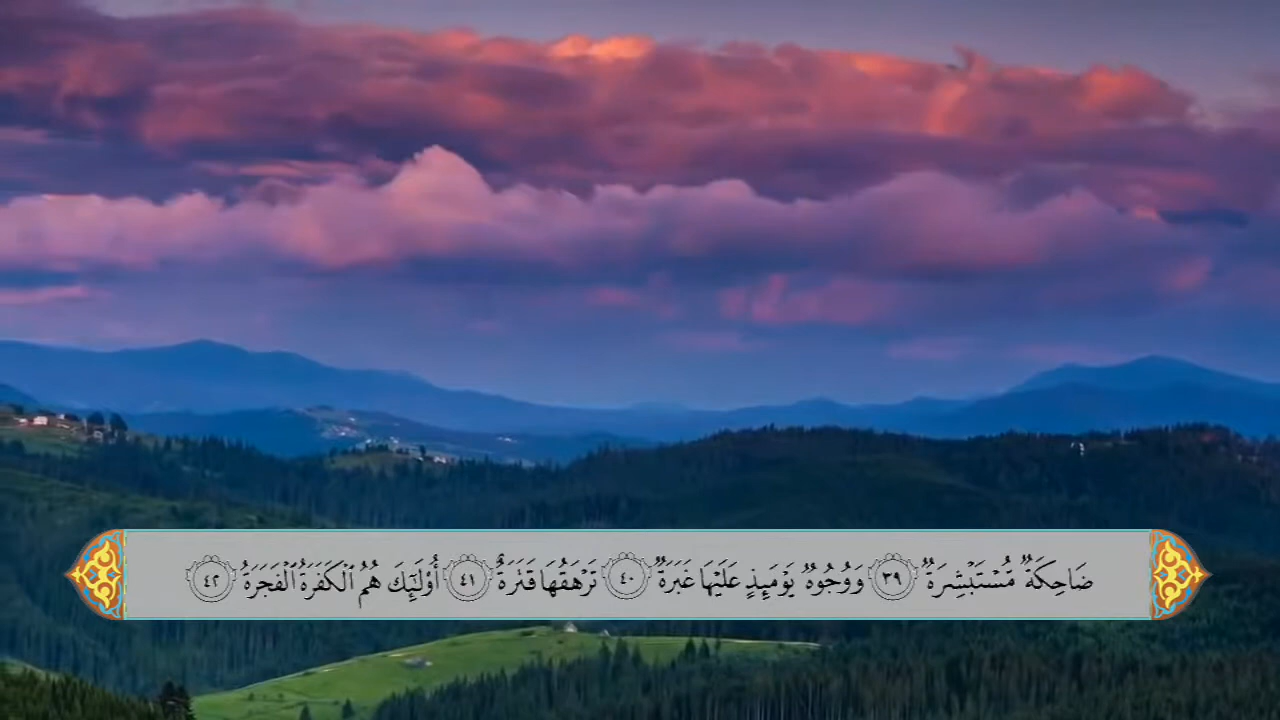 ضَاحِكَةٌ مُّسْتَبْشِرَةٌ ٣٩ وَوُجُوهٌ يَوْمَئِذٍ عَلَيْهَا غَبَرَةٌ ٤٠ تَرْهَقُهَا قَتَرَةٌ ٤١ أُوْلَٰٓئِكَ هُمُ ٱلْكَفَرَةُ ٱلْفَجَرَةُ ٤٢